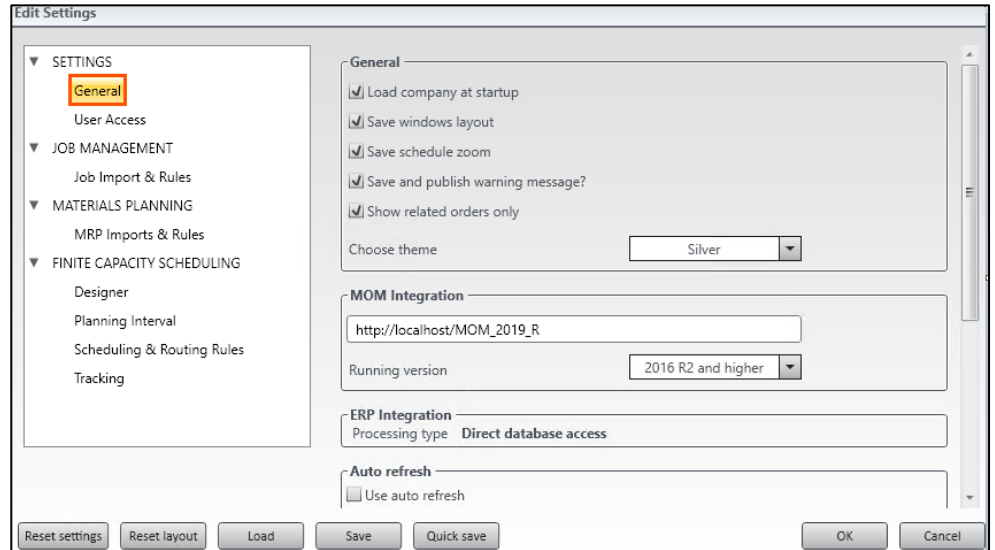 Edit Settings
SETTINGS
General
User Access
JOB MANAGEMENT
Job Import & Rules
MATERIALS PLANNING
MRP Imports & Rules
FINITE CAPACITY SCHEDULING
Designer
Planning Interval
Scheduling & Routing Rules
Tracking
General
Load company at startup
Save windows layout
Save schedule zoom
Save and publish warning message?
Show related orders only
Choose theme Silver
MOM Integration
http://localhost/MOM_2019_R
Running version 2016 R2 and higher
ERP Integration
Processing type Direct database access
Auto refresh
Use auto refresh
Reset settings Reset layout Load Save Quick save OK Cancel